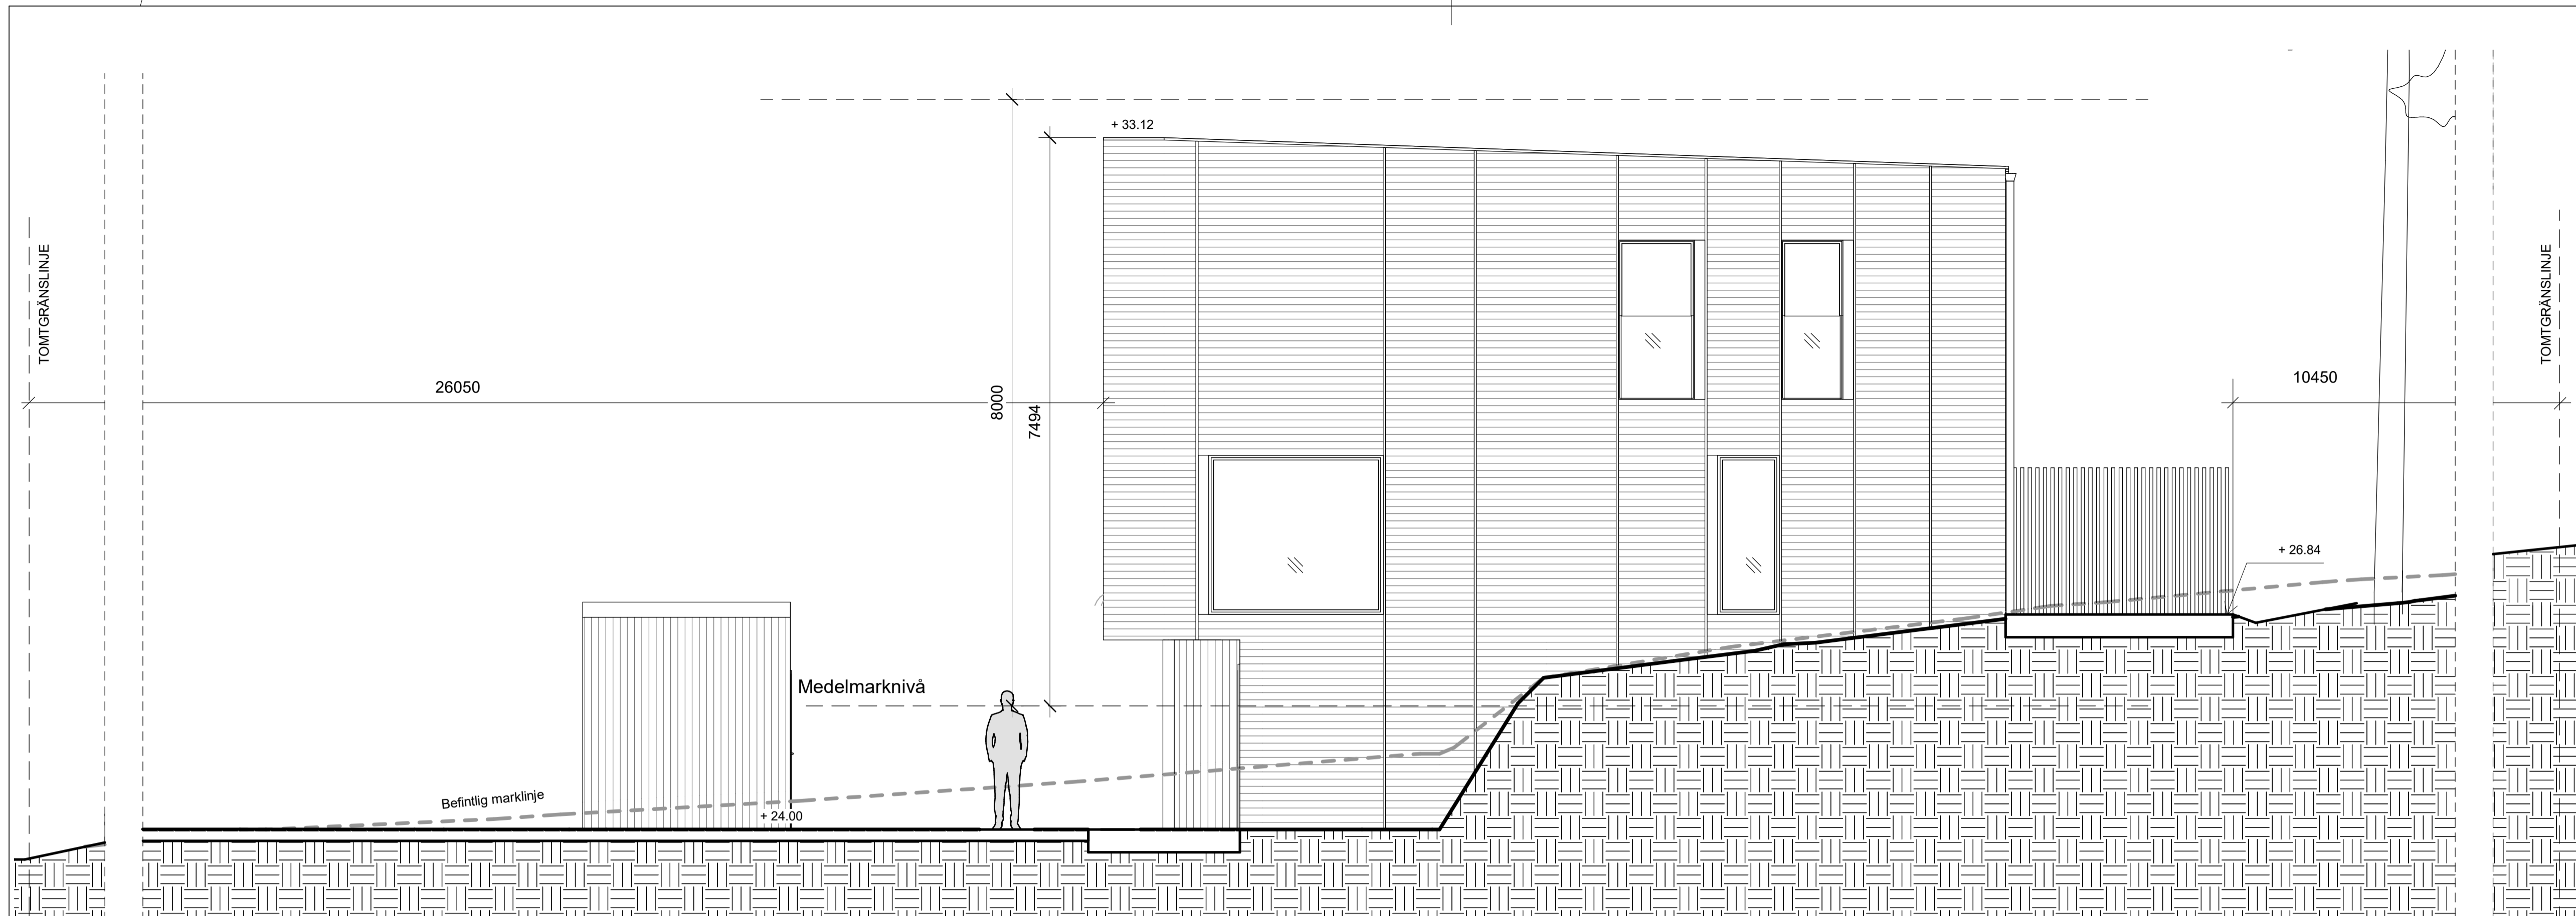 + 33.12
TOMTGRÄNSLINJE
TOMTGRÄNSLINJE
26050
8000
7494
10450
+ 26.84
Medelmarknivå
Befintlig marklinje
+ 24.00